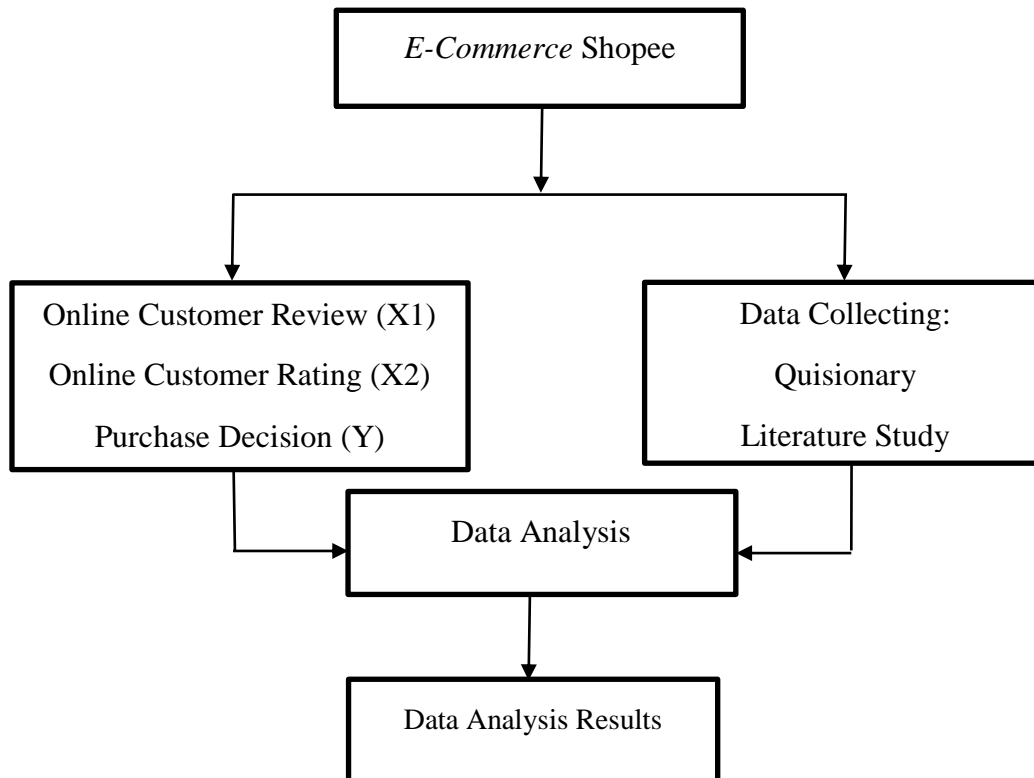 E-Commerce Shopee
Online Customer Review (X1)
Online Customer Rating (X2)
Purchase Decision (Y)
Data Collecting:
Quisionary
Literature Study
Data Analysis
Data Analysis Results